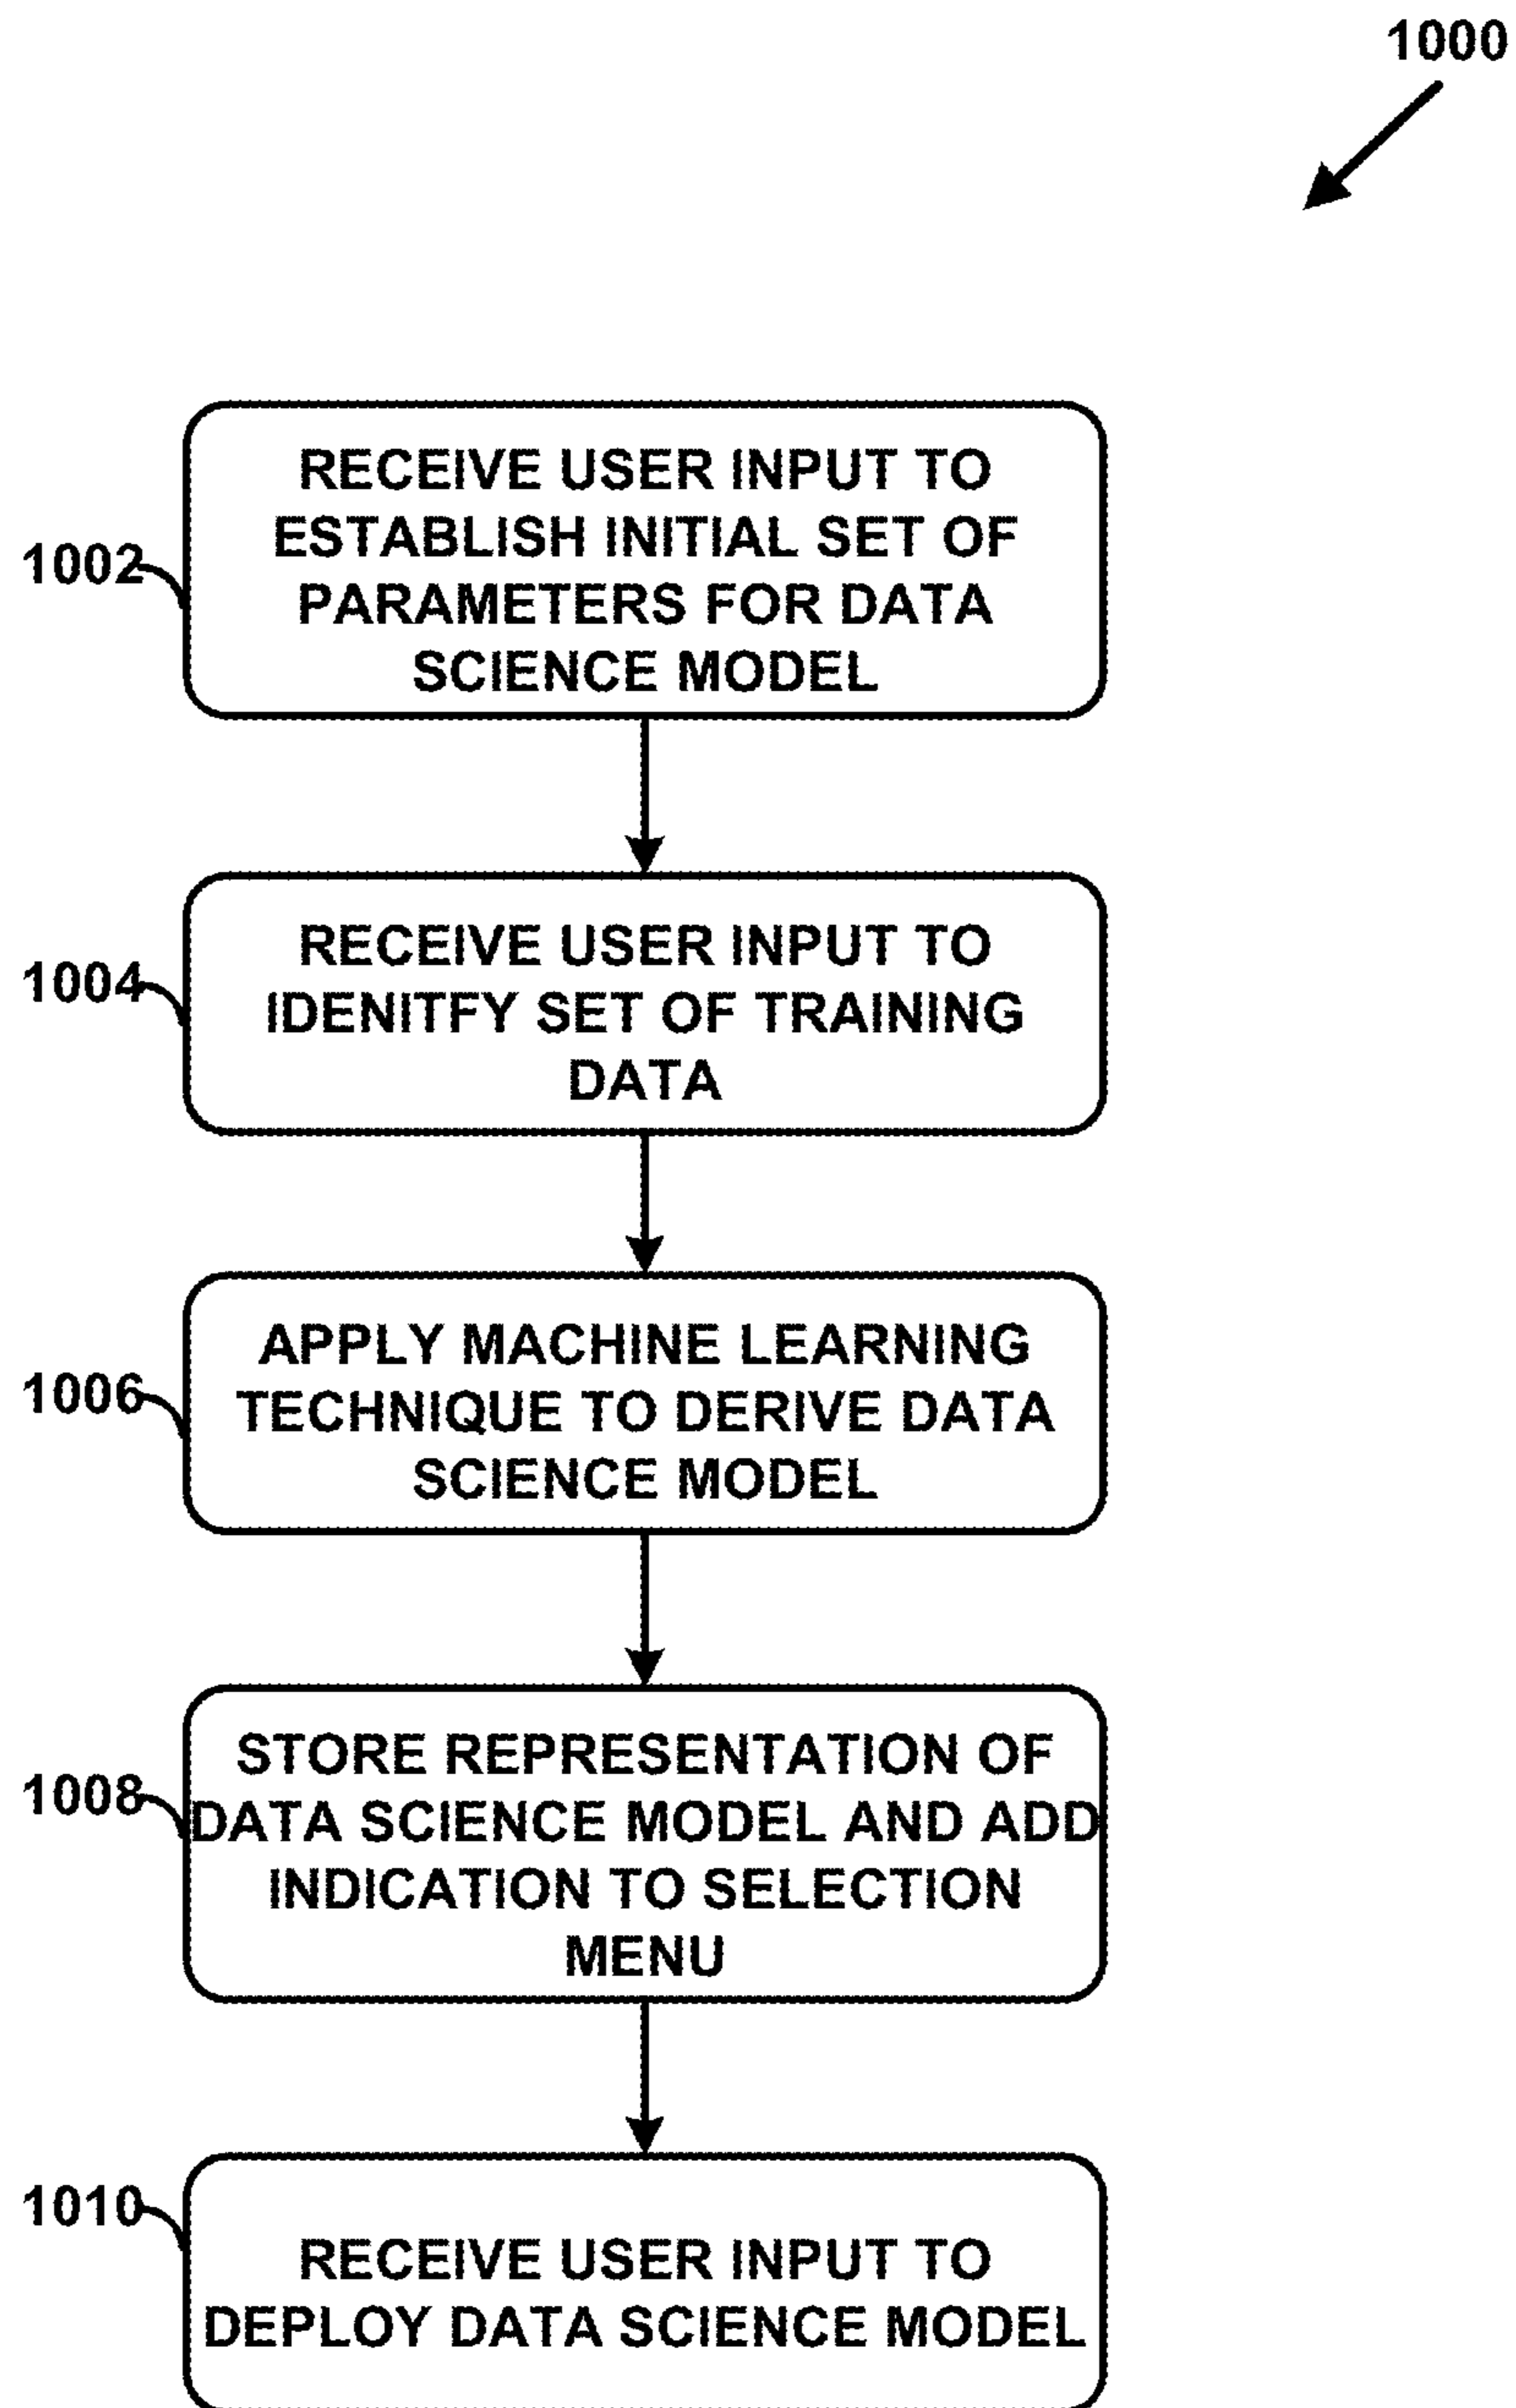 1000
1002
RECEIVE USER INPUT TO
ESTABLISH INITIAL SET OF
PARAMETERS FOR DATA
SCIENCE MODEL
1004
RECEIVE USER INPUT TO
IDENITFY SET OF TRAINING
DATA
1006
APPLY MACHINE LEARNING
TECHNIQUE TO DERIVE DATA
SCIENCE MODEL
1008
STORE REPRESENTATION OF
DATA SCIENCE MODEL AND ADD
INDICATION TO SELECTION
MENU
1010
RECEIVE USER INPUT TO
DEPLOY DATA SCIENCE MODEL